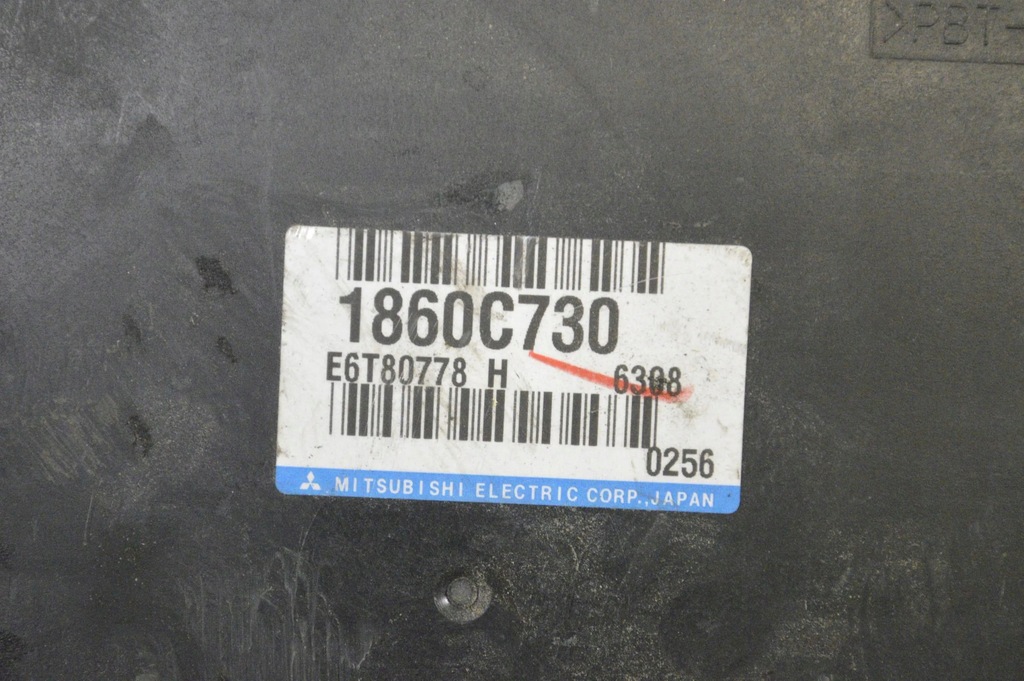 >PBT-
1860C730
E6T80778 H 6308
0256
MITSUBISHI ELECTRIC CORP.,JAPAN